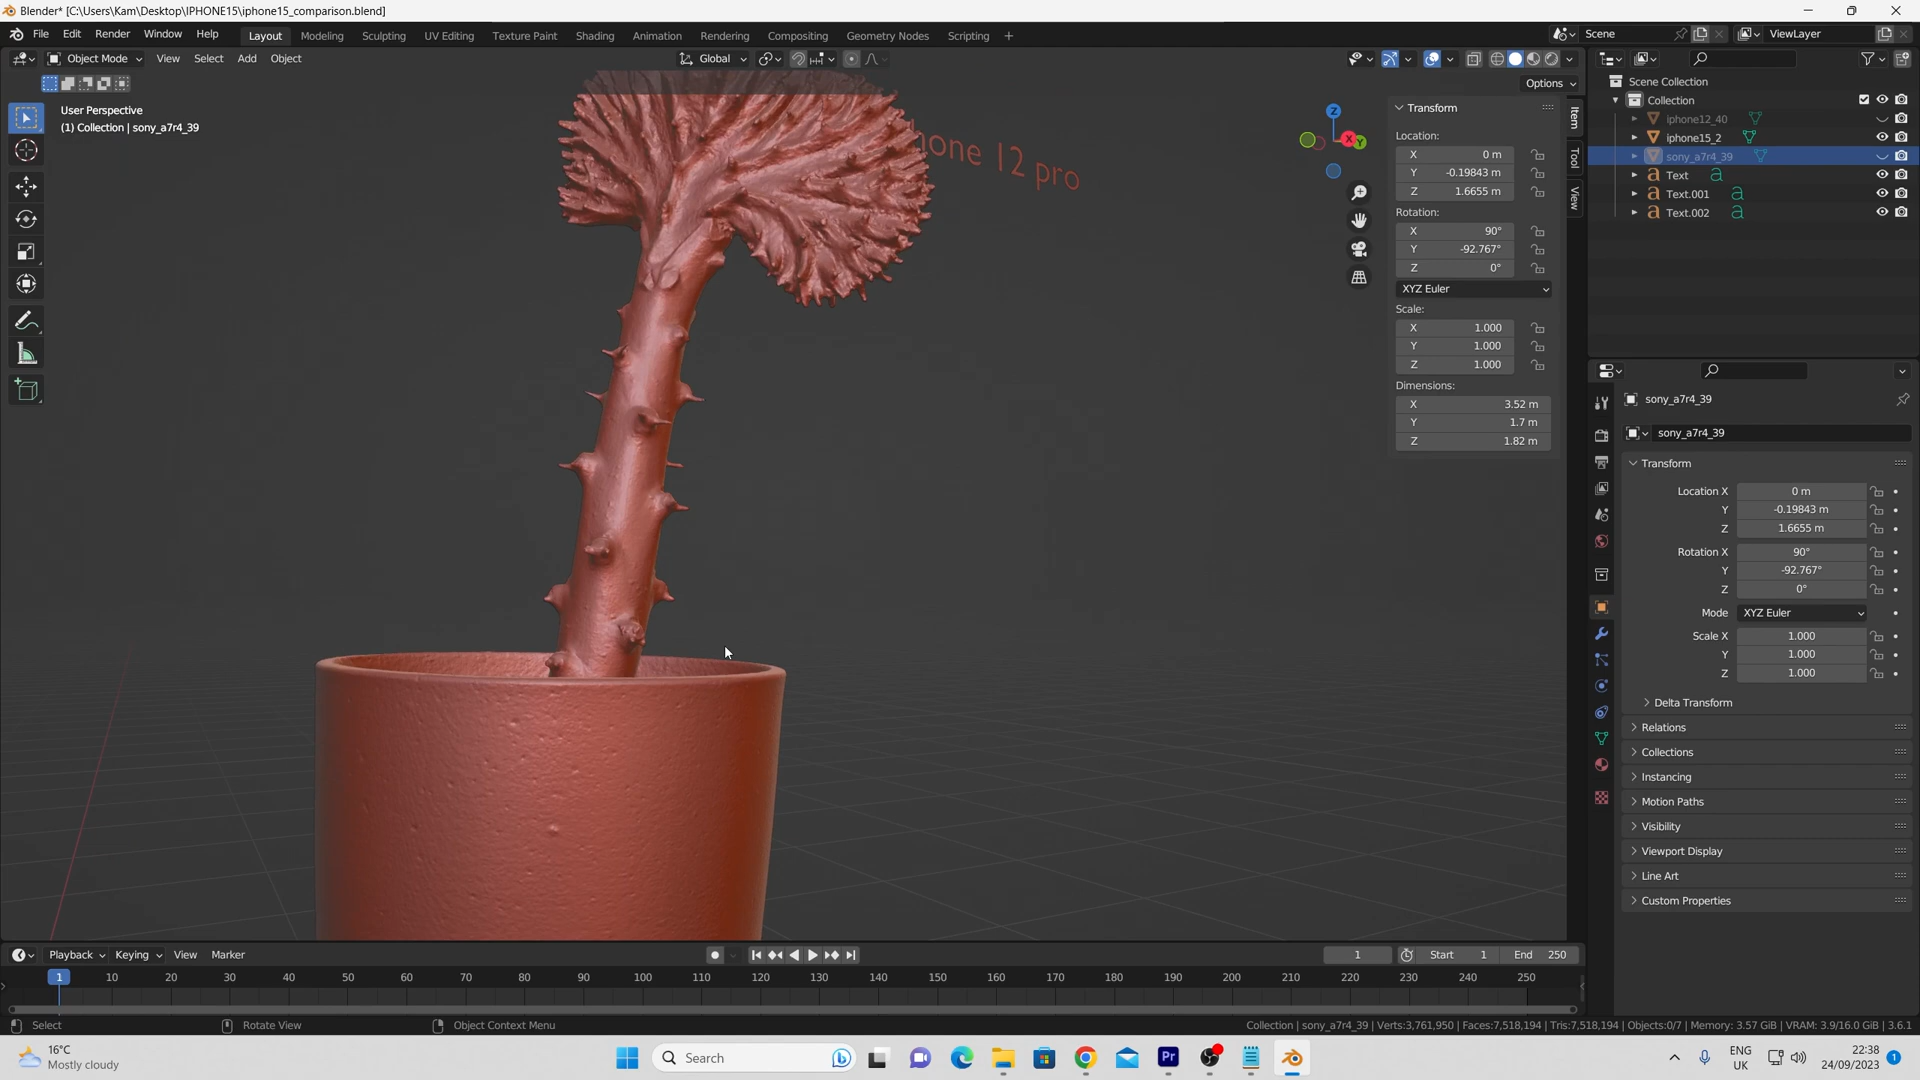 Blender* [C:\Users\Kam\Desktop\IPHONE15\iphone15_comparison.blend]
File Edit Render Window Help Layout Modeling Sculpting UV Editing Texture Paint Shading Animation Rendering Compositing Geometry Nodes Scripting + Scene ViewLayer
Object Mode View Select Add Object Global
Options
User Perspective
(1) Collection | sony_a7r4_39
hone 12 pro
Z
X
Y
Item
Tool
View
Transform
Location:
X 0 m
Y -0.19843 m
Z 1.6655 m
Rotation:
X 90°
Y -92.767°
Z 0°
XYZ Euler
Scale:
X 1.000
Y 1.000
Z 1.000
Dimensions:
X 3.52 m
Y 1.7 m
Z 1.82 m
Scene Collection
Collection
iphone12_40
iphone15_2
sony_a7r4_39
Text
Text.001
Text.002
sony_a7r4_39
sony_a7r4_39
Transform
Location X 0 m
Y -0.19843 m
Z 1.6655 m
Rotation X 90°
Y -92.767°
Z 0°
Mode XYZ Euler
Scale X 1.000
Y 1.000
Z 1.000
Delta Transform
Relations
Collections
Instancing
Motion Paths
Visibility
Viewport Display
Line Art
Custom Properties
Playback Keying View Marker 1 Start 1 End 250
1 10 20 30 40 50 60 70 80 90 100 110 120 130 140 150 160 170 180 190 200 210 220 230 240 250
Select Rotate View Object Context Menu Collection | sony_a7r4_39 | Verts:3,761,950 | Faces:7,518,194 | Tris:7,518,194 | Objects:0/7 | Memory: 3.57 GiB | VRAM: 3.9/16.0 GiB | 3.6.1
16°C
Mostly cloudy
Search
Pr
ENG
UK
22:38
24/09/2023
1